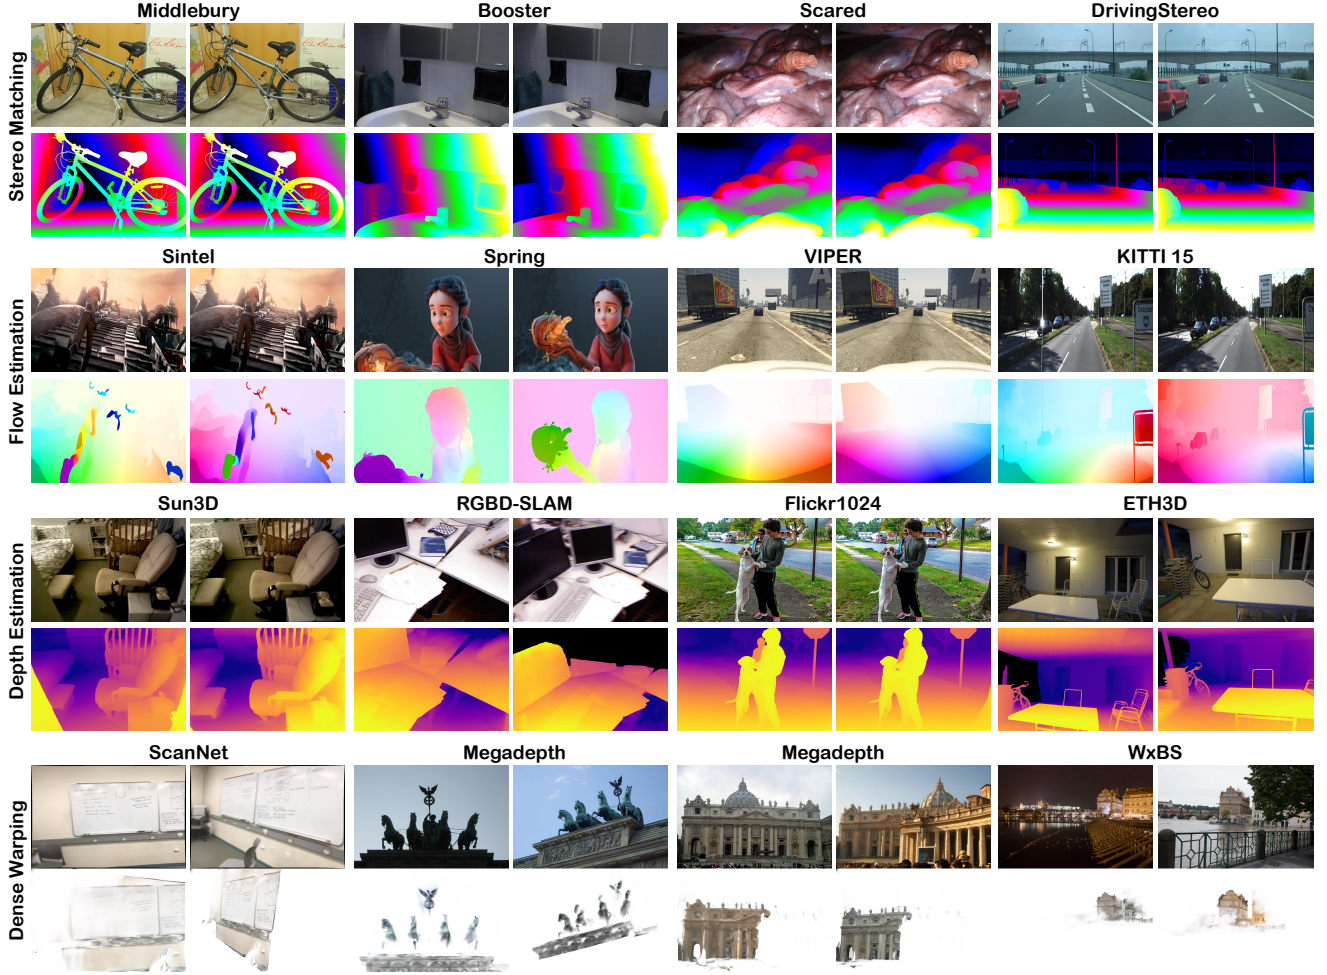 Middlebury
Booster
Scared
DrivingStereo
Stereo Matching
Sintel
Spring
VIPER
KITTI 15
Flow Estimation
Sun3D
RGBD-SLAM
Flickr1024
ETH3D
Depth Estimation
ScanNet
Megadepth
Megadepth
WxBS
Dense Warping